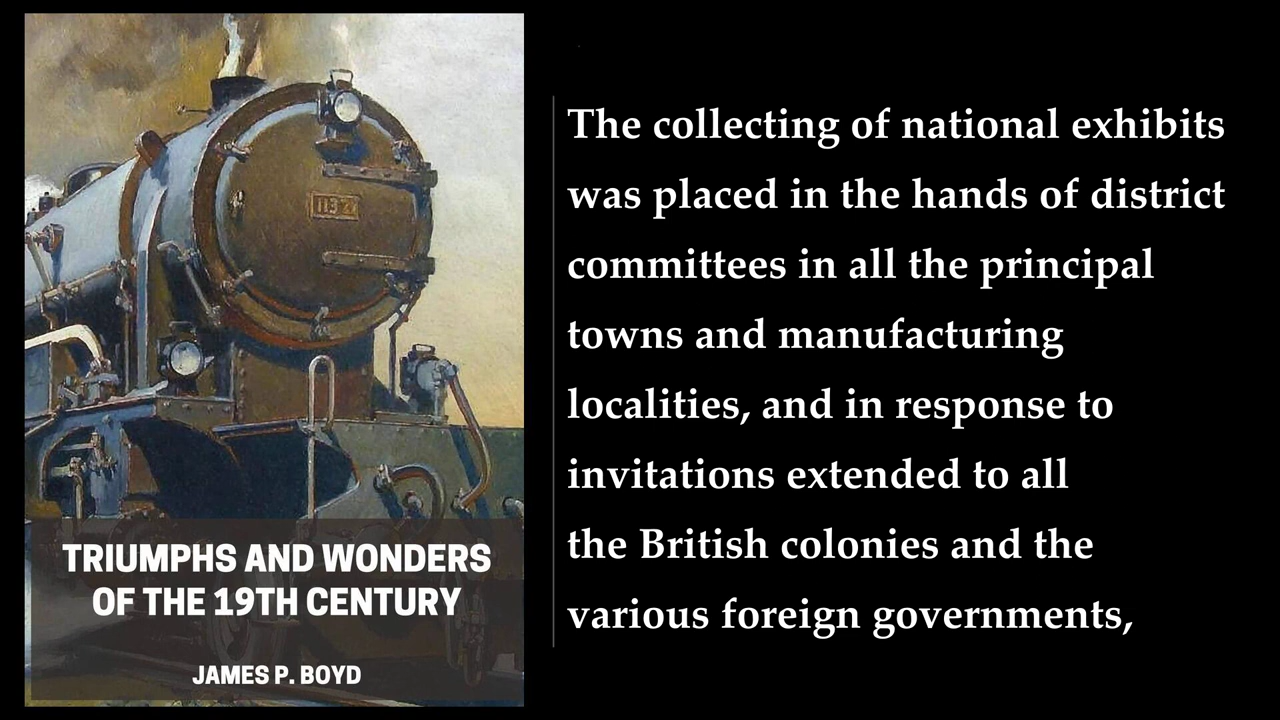 TRIUMPHS AND WONDERS
OF THE 19TH CENTURY
JAMES P. BOYD
The collecting of national exhibits
was placed in the hands of district
committees in all the principal
towns and manufacturing
localities, and in response to
invitations extended to all
the British colonies and the
various foreign governments,